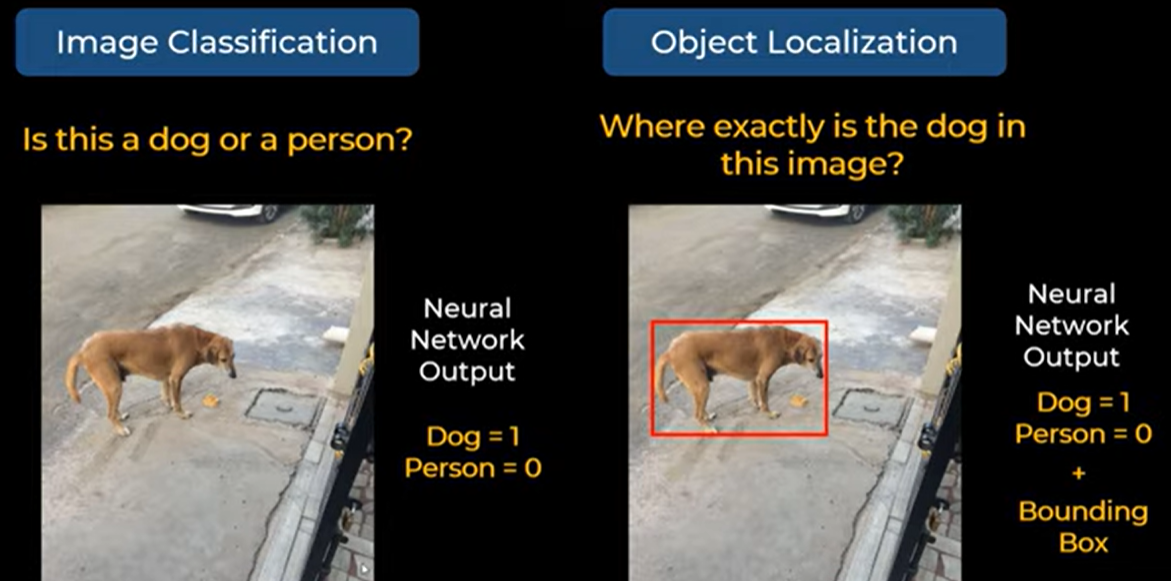 Image Classification
Is this a dog or a person?
Neural
Network
Output
Dog = 1
Person = 0
Object Localization
Where exactly is the dog in
this image?
Neural
Network
Output
Dog = 1
Person = 0
+
Bounding
Box